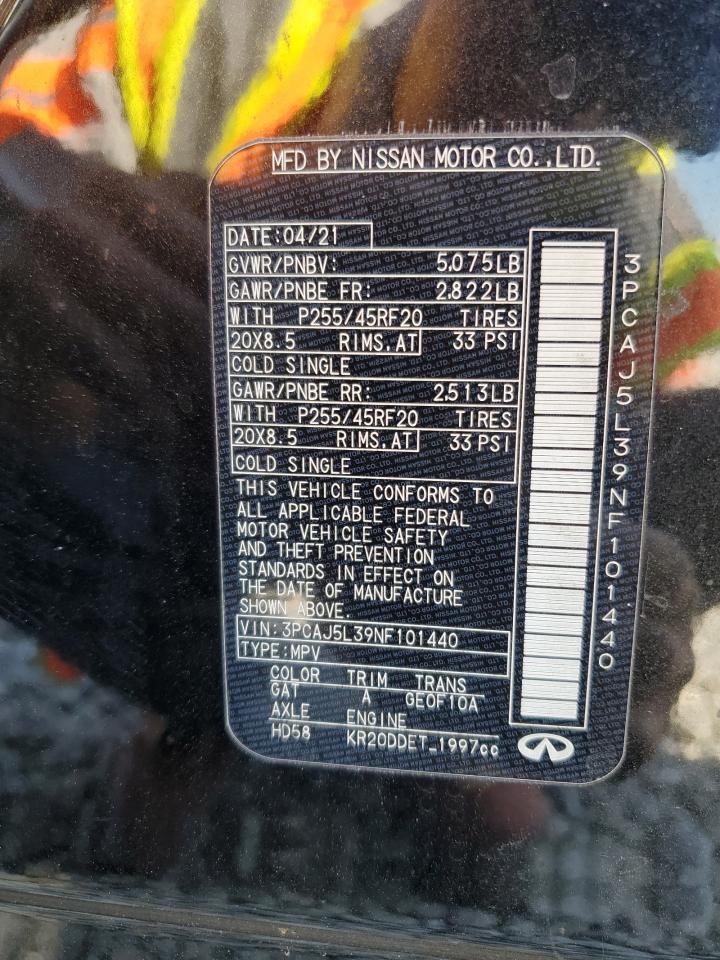 MFD BY NISSAN MOTOR CO.,LTD.
DATE:04/21
GVWR/PNBV: 5.075LB
GAWR/PNBE FR: 2.822LB
WITH P255/45RF20 TIRES
20X8.5 RIMS.AT 33 PSI
COLD SINGLE
GAWR/PNBE RR: 2.513LB
WITH P255/45RF20 TIRES
20X8.5 RIMS.AT 33 PSI
COLD SINGLE
THIS VEHICLE CONFORMS TO
ALL APPLICABLE FEDERAL
MOTOR VEHICLE SAFETY
AND THEFT PREVENTION
STANDARDS IN EFFECT ON
THE DATE OF MANUFACTURE
SHOWN ABOVE.
VIN:3PCAJ5L39NF101440
TYPE:MPV
COLOR TRIM TRANS
GAT A GE0F10A
AXLE ENGINE
HD58 KR20DDET_1997cc
3PCAJ5L39NF101440